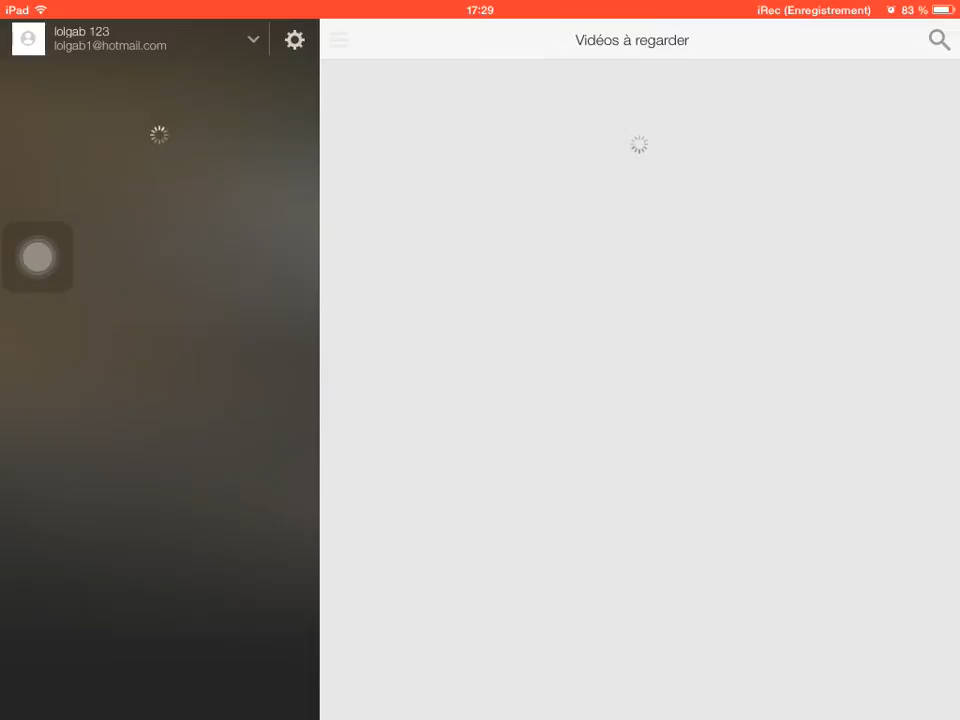 iPad 17:29 iRec (Enregistrement) 83 %
lolgab 123
lolgab1@hotmail.com
Vidéos à regarder